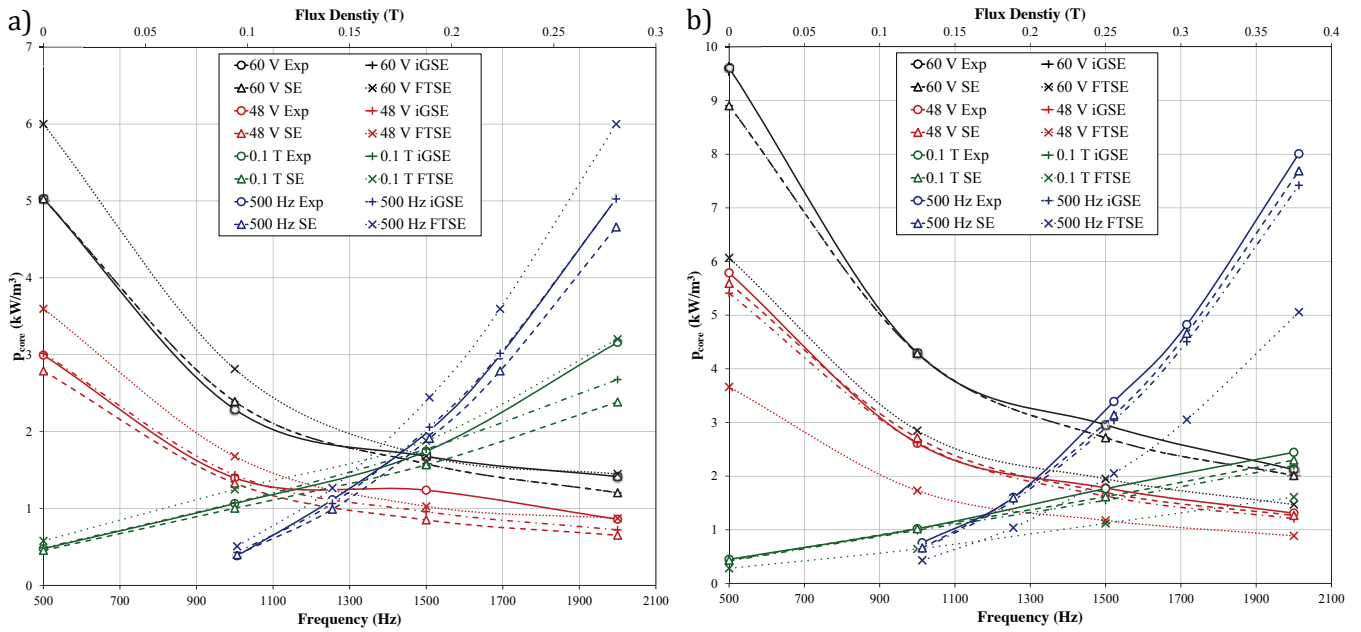 a)
Flux Denstiy (T)
0 0.05 0.1 0.15 0.2 0.25 0.3
7
6
5
4
3
2
1
0
p_core (kW/m³)
60 V Exp 60 V iGSE
60 V SE 60 V FTSE
48 V Exp 48 V iGSE
48 V SE 48 V FTSE
0.1 T Exp 0.1 T iGSE
0.1 T SE 0.1 T FTSE
500 Hz Exp 500 Hz iGSE
500 Hz SE 500 Hz FTSE
500 700 900 1100 1300 1500 1700 1900 2100
Frequency (Hz)
b)
Flux Denstiy (T)
0 0.05 0.1 0.15 0.2 0.25 0.3 0.35 0.4
10
9
8
7
6
5
4
3
2
1
0
p_core (kW/m³)
60 V Exp 60 V iGSE
60 V SE 60 V FTSE
48 V Exp 48 V iGSE
48 V SE 48 V FTSE
0.1 T Exp 0.1 T iGSE
0.1 T SE 0.1 T FTSE
500 Hz Exp 500 Hz iGSE
500 Hz SE 500 Hz FTSE
500 700 900 1100 1300 1500 1700 1900 2100
Frequency (Hz)